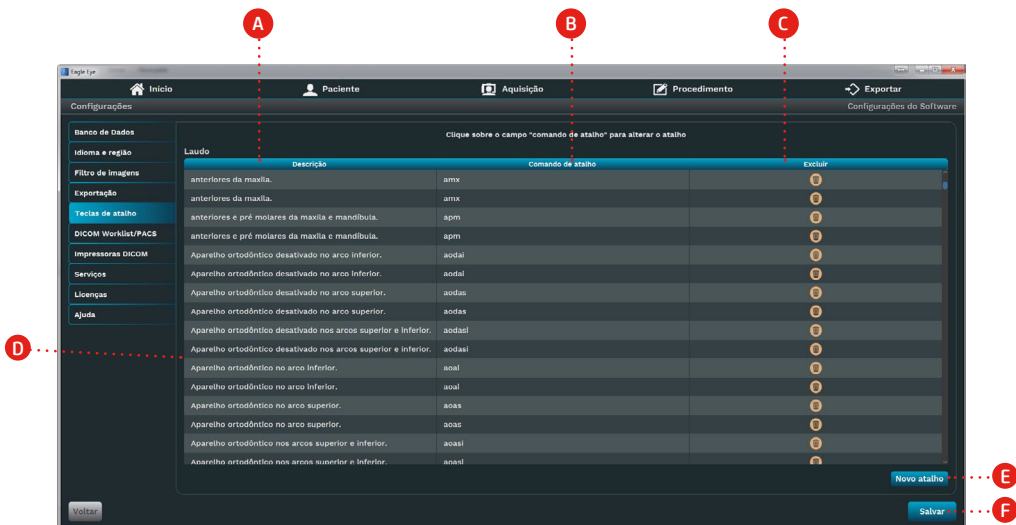 A B C
Eagle Eye
Início Paciente Aquisição Procedimento Exportar
Configurações Configurações do Software
Banco de Dados
Idioma e região
Filtro de imagens
Exportação
Teclas de atalho
DICOM Worklist/PACS
Impressoras DICOM
Serviços
Licenças
Ajuda
Clique sobre o campo "comando de atalho" para alterar o atalho
Laudo
Descrição Comando de atalho Excluir
anteriores da maxila. amx
anteriores da maxila. amx
anteriores e pré molares da maxila e mandíbula. apm
anteriores e pré molares da maxila e mandíbula. apm
Aparelho ortodôntico desativado no arco inferior. aodai
Aparelho ortodôntico desativado no arco inferior. aodai
Aparelho ortodôntico desativado no arco superior. aodas
Aparelho ortodôntico desativado no arco superior. aodas
Aparelho ortodôntico desativado nos arcos superior e inferior. aodasi
Aparelho ortodôntico desativado nos arcos superior e inferior. aodasi
Aparelho ortodôntico no arco inferior. aoai
Aparelho ortodôntico no arco inferior. aoai
Aparelho ortodôntico no arco superior. aoas
Aparelho ortodôntico no arco superior. aoas
Aparelho ortodôntico nos arcos superior e inferior. aoasi
Aparelho ortodôntico nos arcos superior e inferior. aoasi
D
Novo atalho E
Voltar Salvar F